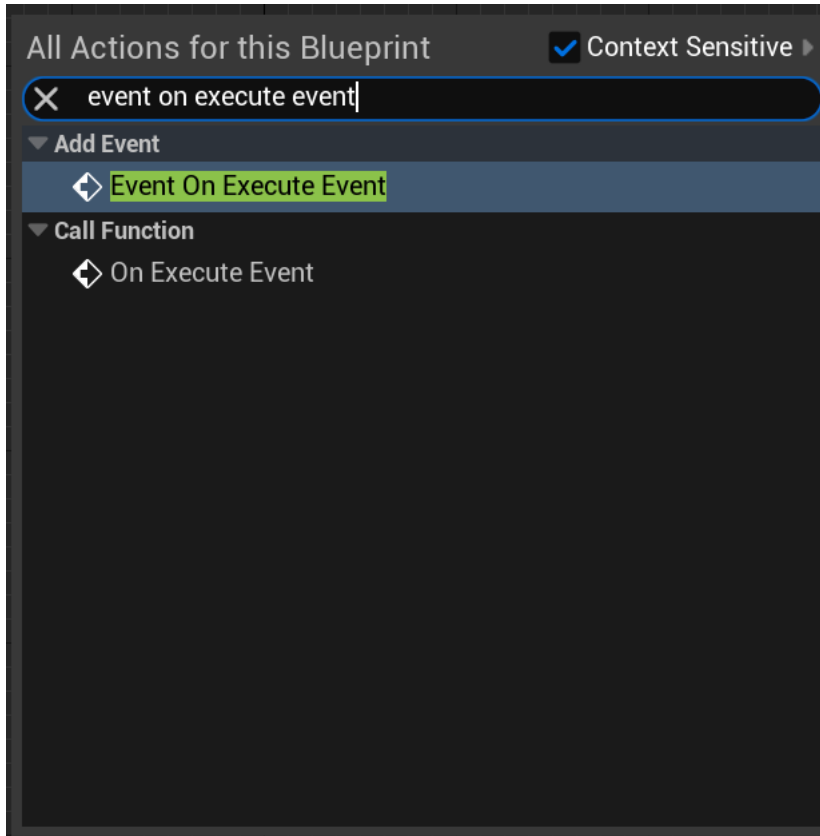 All Actions for this Blueprint Context Sensitive
event on execute event
Add Event
Event On Execute Event
Call Function
On Execute Event